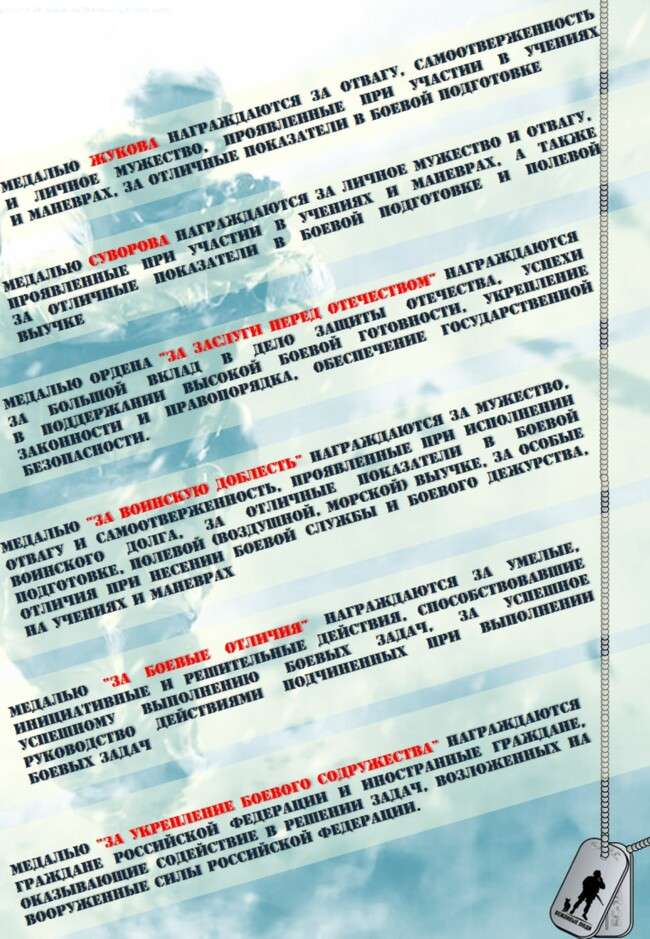 МЕДАЛЬЮ ЖУКОВА НАГРАЖДАЮТСЯ ЗА ОТВАГУ, САМООТВЕРЖЕННОСТЬ
И ЛИЧНОЕ МУЖЕСТВО, ПРОЯВЛЕННЫЕ ПРИ УЧАСТИИ В УЧЕНИЯХ
И МАНЕВРАХ, ЗА ОТЛИЧНЫЕ ПОКАЗАТЕЛИ В БОЕВОЙ ПОДГОТОВКЕ
МЕДАЛЬЮ СУВОРОВА НАГРАЖДАЮТСЯ ЗА ЛИЧНОЕ МУЖЕСТВО И ОТВАГУ,
ПРОЯВЛЕННЫЕ ПРИ УЧАСТИИ В УЧЕНИЯХ И МАНЕВРАХ, А ТАКЖЕ
ЗА ОТЛИЧНЫЕ ПОКАЗАТЕЛИ В БОЕВОЙ ПОДГОТОВКЕ И ПОЛЕВОЙ
ВЫУЧКЕ
МЕДАЛЬЮ ОРДЕНА "ЗА ЗАСЛУГИ ПЕРЕД ОТЕЧЕСТВОМ" НАГРАЖДАЮТСЯ
ЗА БОЛЬШОЙ ВКЛАД В ДЕЛО ЗАЩИТЫ ОТЕЧЕСТВА, УСПЕХИ
В ПОДДЕРЖАНИИ ВЫСОКОЙ БОЕВОЙ ГОТОВНОСТИ, УКРЕПЛЕНИЕ
ЗАКОННОСТИ И ПРАВОПОРЯДКА, ОБЕСПЕЧЕНИЕ ГОСУДАРСТВЕННОЙ
БЕЗОПАСНОСТИ.
МЕДАЛЬЮ "ЗА ВОИНСКУЮ ДОБЛЕСТЬ" НАГРАЖДАЮТСЯ ЗА МУЖЕСТВО,
ОТВАГУ И САМООТВЕРЖЕННОСТЬ, ПРОЯВЛЕННЫЕ ПРИ ИСПОЛНЕНИИ
ВОИНСКОГО ДОЛГА, ЗА ОТЛИЧНЫЕ ПОКАЗАТЕЛИ В БОЕВОЙ
ПОДГОТОВКЕ, ПОЛЕВОЙ (ВОЗДУШНОЙ, МОРСКОЙ) ВЫУЧКЕ, ЗА ОСОБЫЕ
ОТЛИЧИЯ ПРИ НЕСЕНИИ БОЕВОЙ СЛУЖБЫ И БОЕВОГО ДЕЖУРСТВА,
НА УЧЕНИЯХ И МАНЕВРАХ
МЕДАЛЬЮ "ЗА БОЕВЫЕ ОТЛИЧИЯ" НАГРАЖДАЮТСЯ ЗА УМЕЛЫЕ,
ИНИЦИАТИВНЫЕ И РЕШИТЕЛЬНЫЕ ДЕЙСТВИЯ, СПОСОБСТВОВАВШИЕ
УСПЕШНОМУ ВЫПОЛНЕНИЮ БОЕВЫХ ЗАДАЧ, ЗА УСПЕШНОЕ
РУКОВОДСТВО ДЕЙСТВИЯМИ ПОДЧИНЕННЫХ ПРИ ВЫПОЛНЕНИИ
БОЕВЫХ ЗАДАЧ
МЕДАЛЬЮ "ЗА УКРЕПЛЕНИЕ БОЕВОГО СОДРУЖЕСТВА" НАГРАЖДАЮТСЯ
ГРАЖДАНЕ РОССИЙСКОЙ ФЕДЕРАЦИИ И ИНОСТРАННЫЕ ГРАЖДАНЕ,
ОКАЗЫВАЮЩИЕ СОДЕЙСТВИЕ В РЕШЕНИИ ЗАДАЧ, ВОЗЛОЖЕННЫХ НА
ВООРУЖЕННЫЕ СИЛЫ РОССИЙСКОЙ ФЕДЕРАЦИИ.
ВЕЖЛИВЫЕ ЛЮДИ